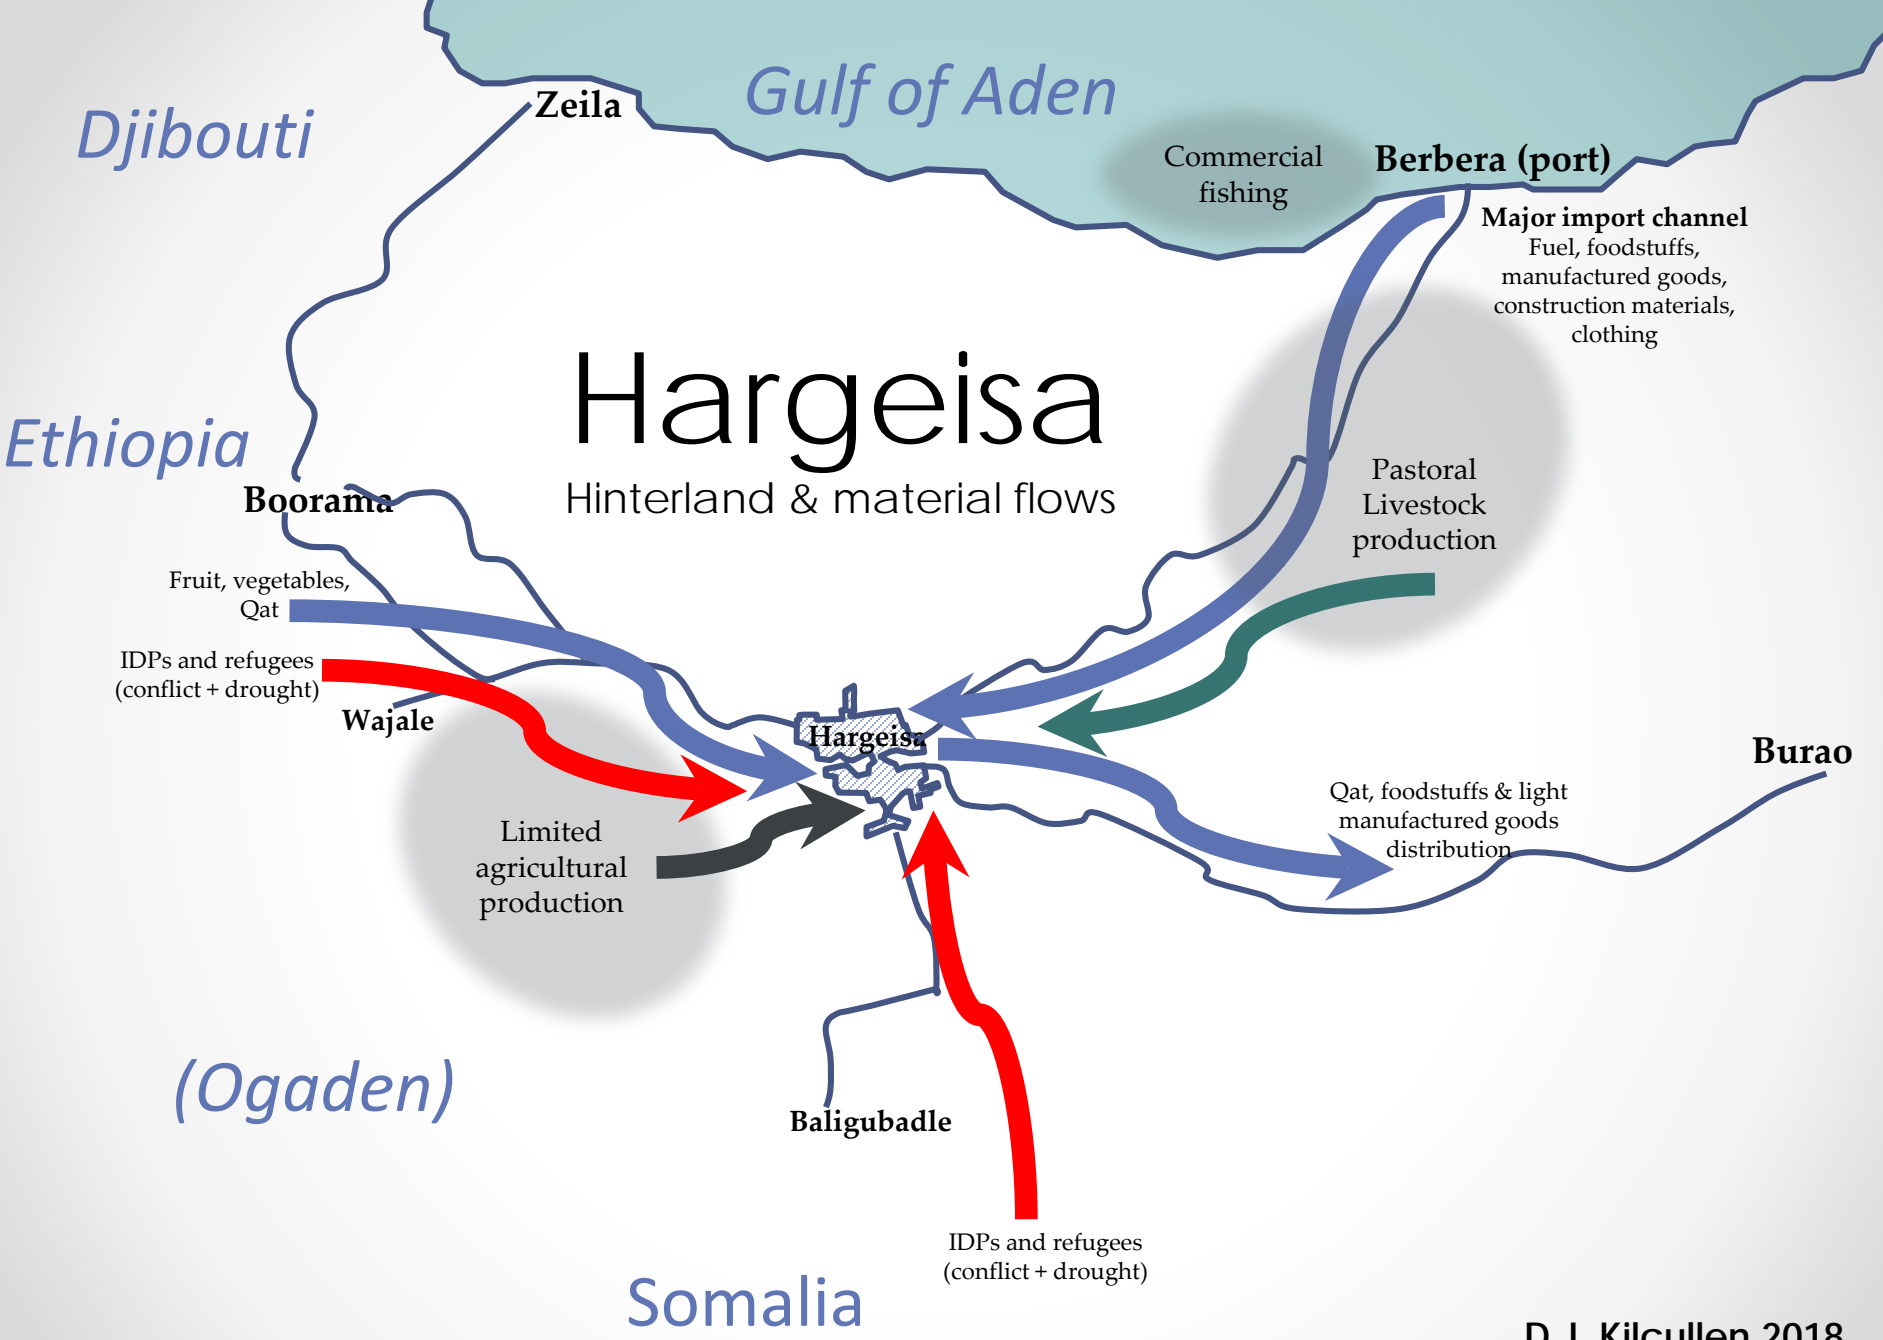 Gulf of Aden
Zeila
Djibouti
Commercial
fishing
Berbera (port)
Major import channel
Fuel, foodstuffs,
manufactured goods,
construction materials,
clothing
Hargeisa
Hinterland & material flows
Ethiopia
Boorama
Pastoral
Livestock
production
Fruit, vegetables,
Qat
IDPs and refugees
(conflict + drought)
Wajale
Hargeisa
Burao
Qat, foodstuffs & light
manufactured goods
distribution
Limited
agricultural
production
(Ogaden)
Baligubadle
IDPs and refugees
(conflict + drought)
Somalia
D. J. Kilcullen 2018